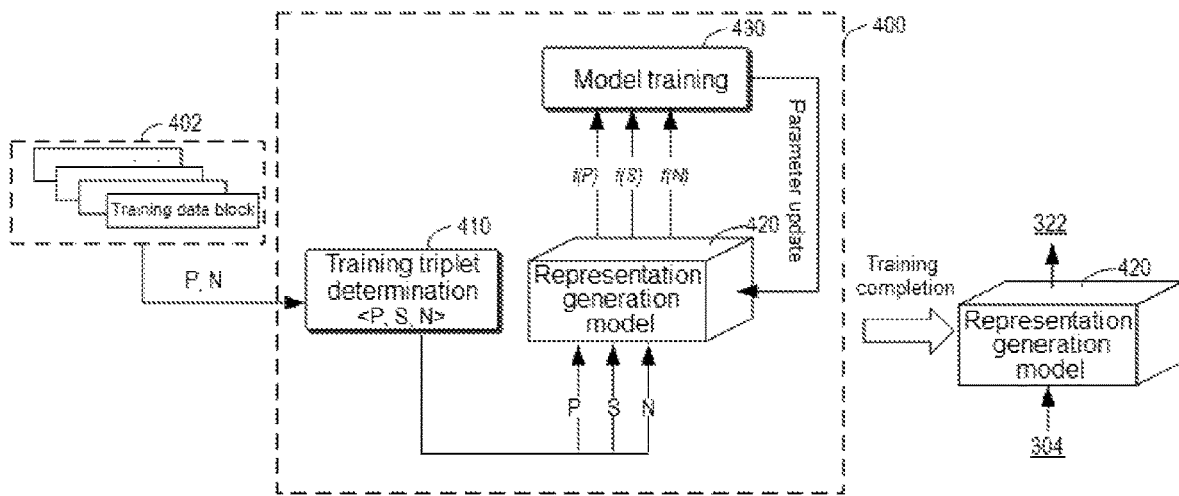 430
400
Model training
402
Parameter update
f(P) f(S) f(N)
Training data block
410
420
322
P, N
Training triplet
determination
<P, S, N>
Representation
generation
model
Training
completion
420
Representation
generation
model
P S N
304